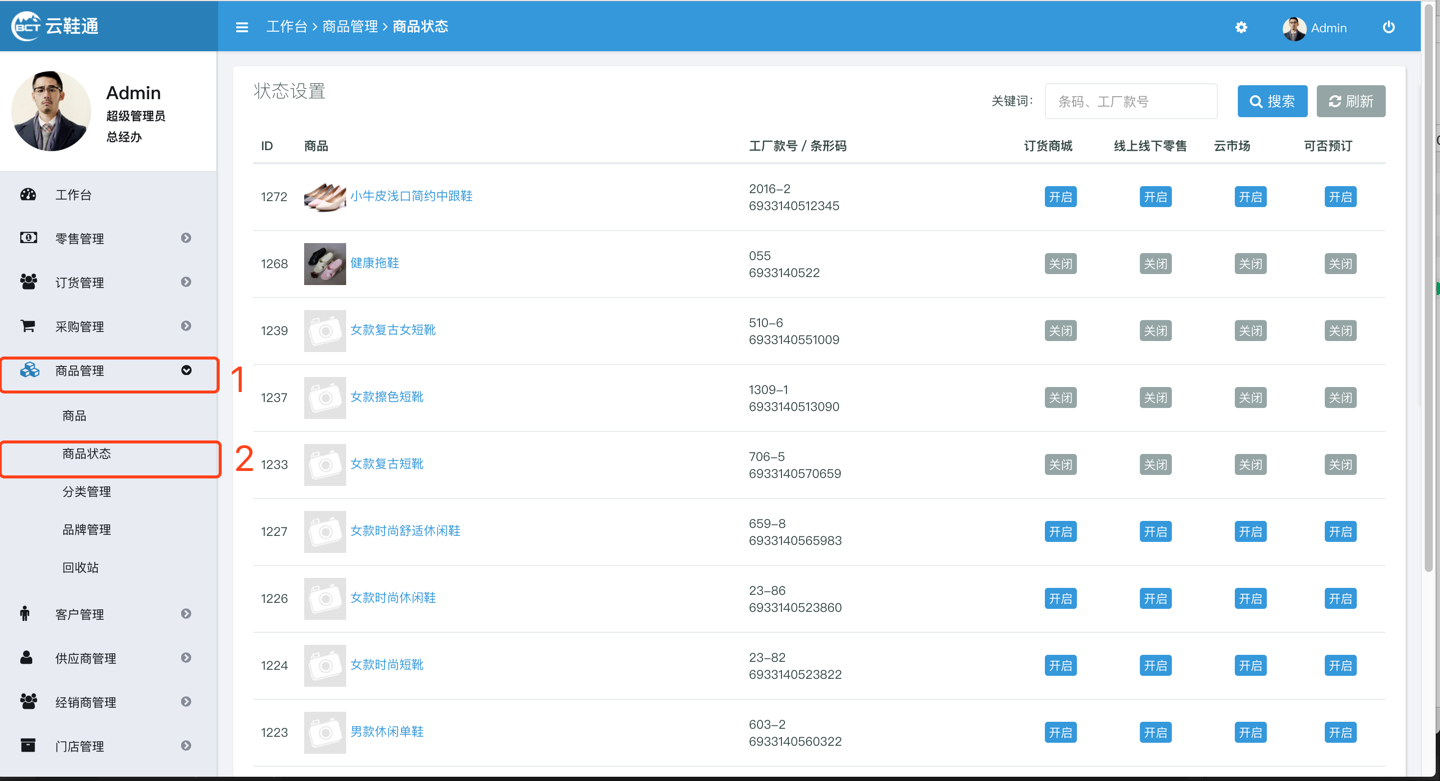 BCT 云鞋通
工作台 › 商品管理 › 商品状态
Admin
Admin
超级管理员
总经办
工作台
零售管理
订货管理
采购管理
商品管理
1
商品
商品状态
2
分类管理
品牌管理
回收站
客户管理
供应商管理
经销商管理
门店管理
状态设置
关键词: 条码、工厂款号 搜索 刷新
ID 商品 工厂款号 / 条形码 订货商城 线上线下零售 云市场 可否预订
1272 小牛皮浅口简约中跟鞋 2016-2 开启 开启 开启 开启
6933140512345
1268 健康拖鞋 055 关闭 关闭 关闭 关闭
6933140522
1239 女款复古女短靴 510-6 关闭 关闭 关闭 关闭
6933140551009
1237 女款擦色短靴 1309-1 关闭 关闭 关闭 关闭
6933140513090
1233 女款复古短靴 706-5 关闭 关闭 关闭 关闭
6933140570659
1227 女款时尚舒适休闲鞋 659-8 开启 开启 开启 开启
6933140565983
1226 女款时尚休闲鞋 23-86 开启 开启 开启 开启
6933140523860
1224 女款时尚短靴 23-82 开启 开启 开启 开启
6933140523822
1223 男款休闲单鞋 603-2 开启 开启 开启 开启
6933140560322